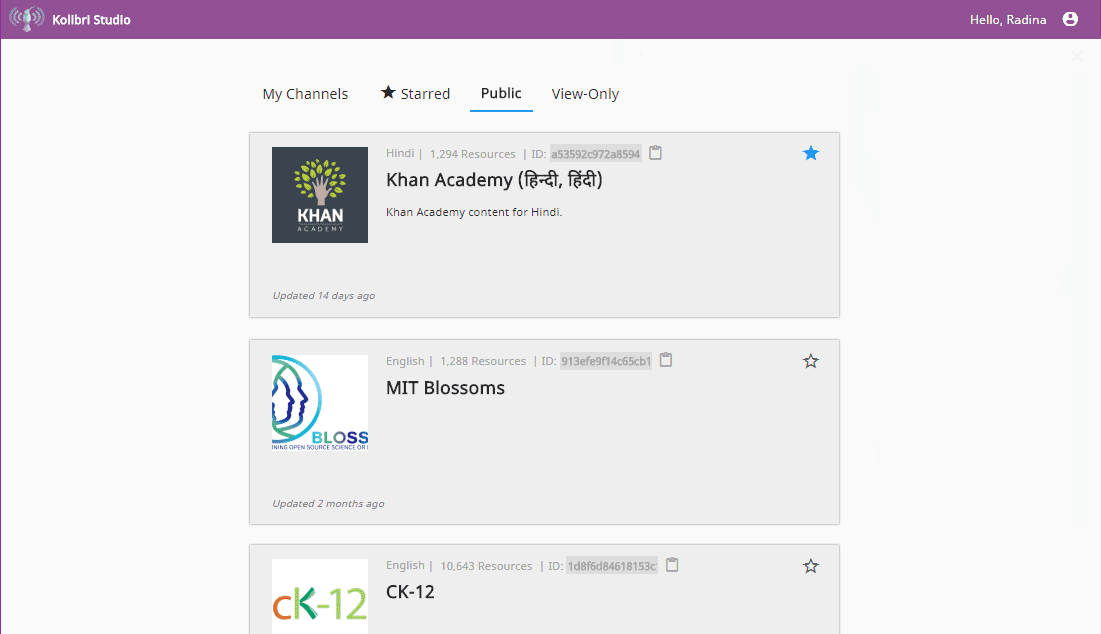 Kolibri Studio
Hello, Radina
My Channels ★ Starred Public View-Only
KHAN
ACADEMY
Hindi | 1,294 Resources | ID: a53592c972a8594
Khan Academy (हिन्दी, हिंदी)
Khan Academy content for Hindi.
Updated 14 days ago
BLOSS
NING OPEN SOURCE SCIENCE OR
English | 1,288 Resources | ID: 913efe9f14c65cb1
MIT Blossoms
Updated 2 months ago
cK-12
English | 10,643 Resources | ID: 1d8f6d84618153c
CK-12